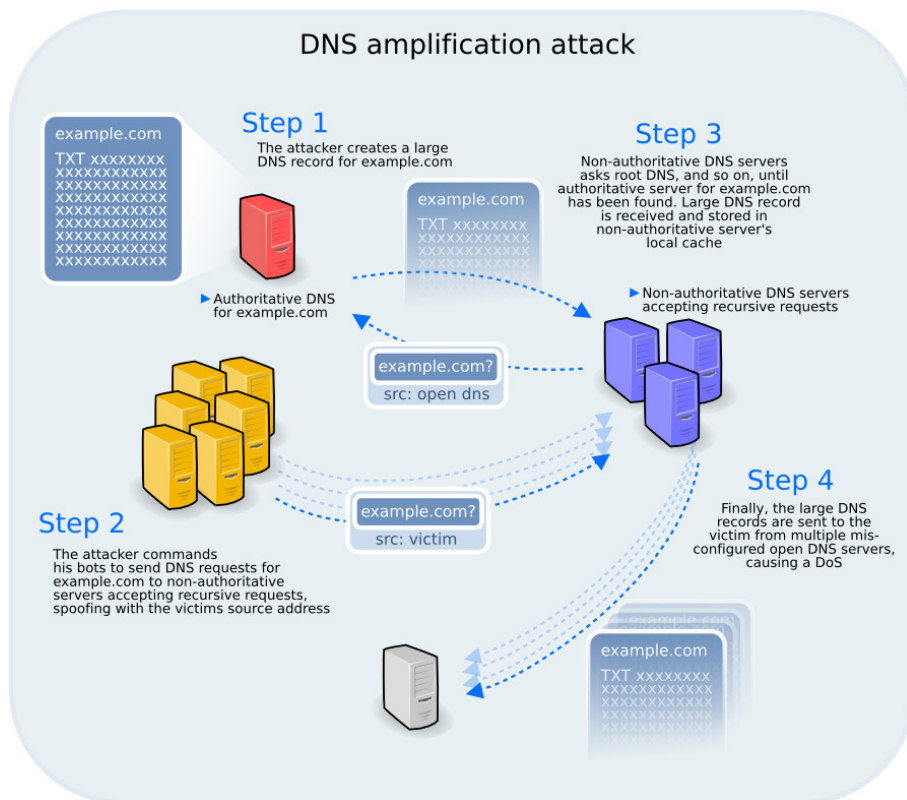 DNS amplification attack
example.com
TXT xxxxxxxx
xxxxxxxxxxxx
xxxxxxxxxxxx
xxxxxxxxxxxx
xxxxxxxxxxxx
xxxxxxxxxxxx
xxxxxxxxxxxx
xxxxxxxxxxxx
xxxxxxxxxxxx
Step 1
The attacker creates a large
DNS record for example.com
Authoritative DNS
for example.com
example.com
TXT xxxxxxxx
xxxxxxxxxxxx
xxxxxxxxxxxx
xxxxxxxxxxxx
Step 3
Non-authoritative DNS servers
asks root DNS, and so on, until
authoritative server for example.com
has been found. Large DNS record
is received and stored in
non-authoritative server's
local cache
Non-authoritative DNS servers
accepting recursive requests
example.com?
src: open dns
example.com?
src: victim
Step 2
The attacker commands
his bots to send DNS requests for
example.com to non-authoritative
servers accepting recursive requests,
spoofing with the victims source address
Step 4
Finally, the large DNS
records are sent to the
victim from multiple mis-
configured open DNS servers,
causing a DoS
example.com
example.com
TXT xxxxxxxx
xxxxxxxxxxxx
xxxxxxxxxxxx
xxxxxxxxxxxx